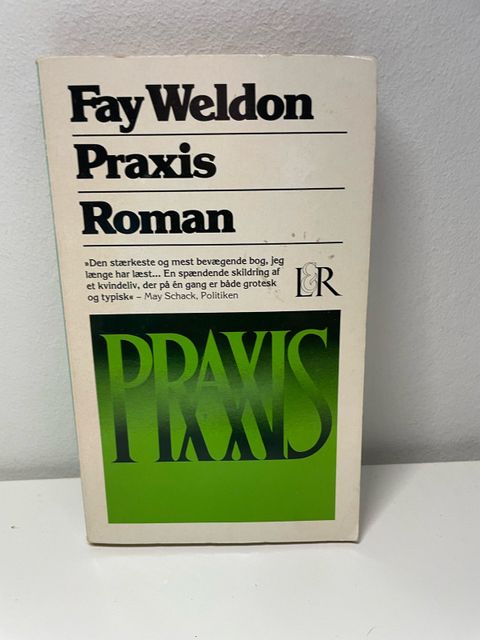 Fay Weldon
Praxis
Roman
»Den stærkeste og mest bevægende bog, jeg
længe har læst... En spændende skildring af
et kvindeliv, der på én gang er både grotesk
og typisk« – May Schack, Politiken
L&R
PRAXIS